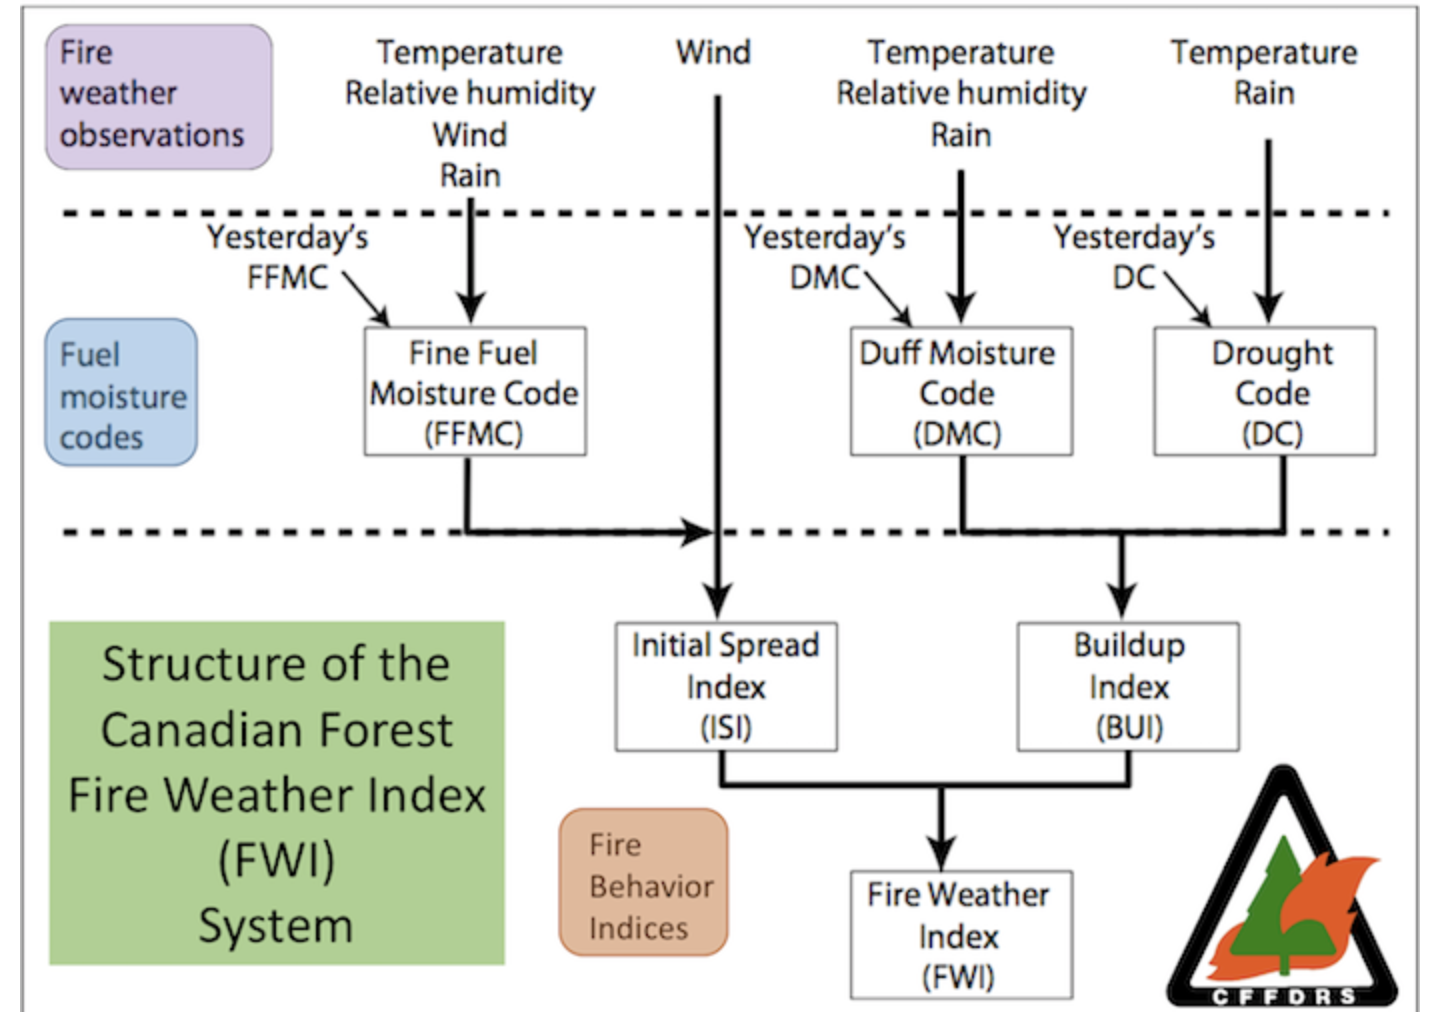 Fire
weather
observations
Temperature
Relative humidity
Wind
Rain
Wind
Temperature
Relative humidity
Rain
Temperature
Rain
Yesterday's
FFMC
Yesterday's
DMC
Yesterday's
DC
Fuel
moisture
codes
Fine Fuel
Moisture Code
(FFMC)
Duff Moisture
Code
(DMC)
Drought
Code
(DC)
Structure of the
Canadian Forest
Fire Weather Index
(FWI)
System
Initial Spread
Index
(ISI)
Buildup
Index
(BUI)
Fire
Behavior
Indices
Fire Weather
Index
(FWI)
CFFDRS